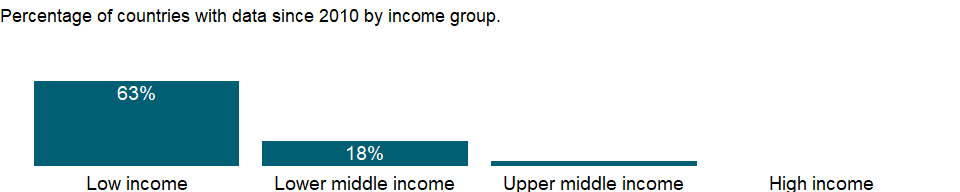 Percentage of countries with data since 2010 by income group.
63%
18%
Low income Lower middle income Upper middle income High income